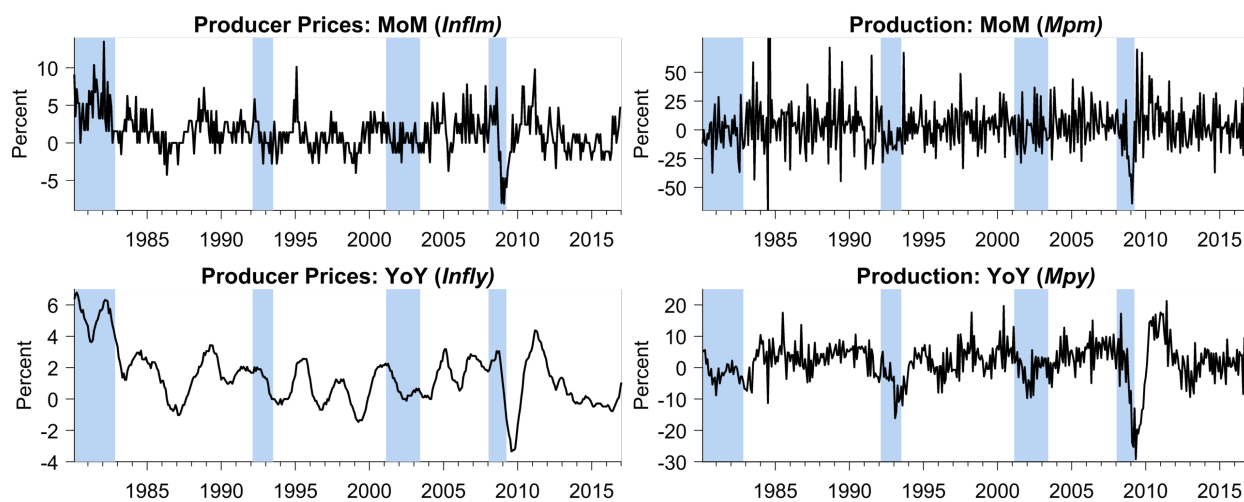 Producer Prices: MoM (Inflm)
Percent
10
5
0
-5
1985 1990 1995 2000 2005 2010 2015
Production: MoM (Mpm)
Percent
50
25
0
-25
-50
1985 1990 1995 2000 2005 2010 2015
Producer Prices: YoY (Infly)
Percent
6
4
2
0
-2
-4
1985 1990 1995 2000 2005 2010 2015
Production: YoY (Mpy)
Percent
20
10
0
-10
-20
-30
1985 1990 1995 2000 2005 2010 2015